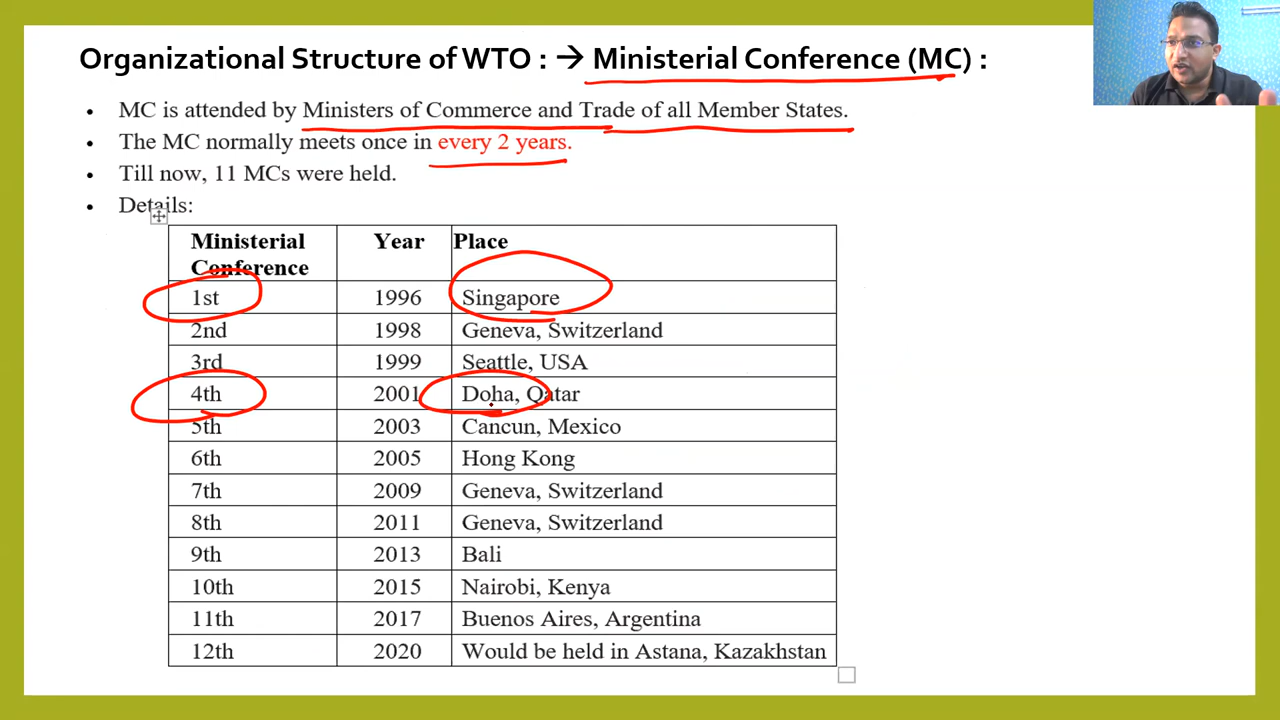 Organizational Structure of WTO : → Ministerial Conference (MC) :
• MC is attended by Ministers of Commerce and Trade of all Member States.
• The MC normally meets once in every 2 years.
• Till now, 11 MCs were held.
• Details:
Ministerial Conference Year Place
1st 1996 Singapore
2nd 1998 Geneva, Switzerland
3rd 1999 Seattle, USA
4th 2001 Doha, Qatar
5th 2003 Cancun, Mexico
6th 2005 Hong Kong
7th 2009 Geneva, Switzerland
8th 2011 Geneva, Switzerland
9th 2013 Bali
10th 2015 Nairobi, Kenya
11th 2017 Buenos Aires, Argentina
12th 2020 Would be held in Astana, Kazakhstan